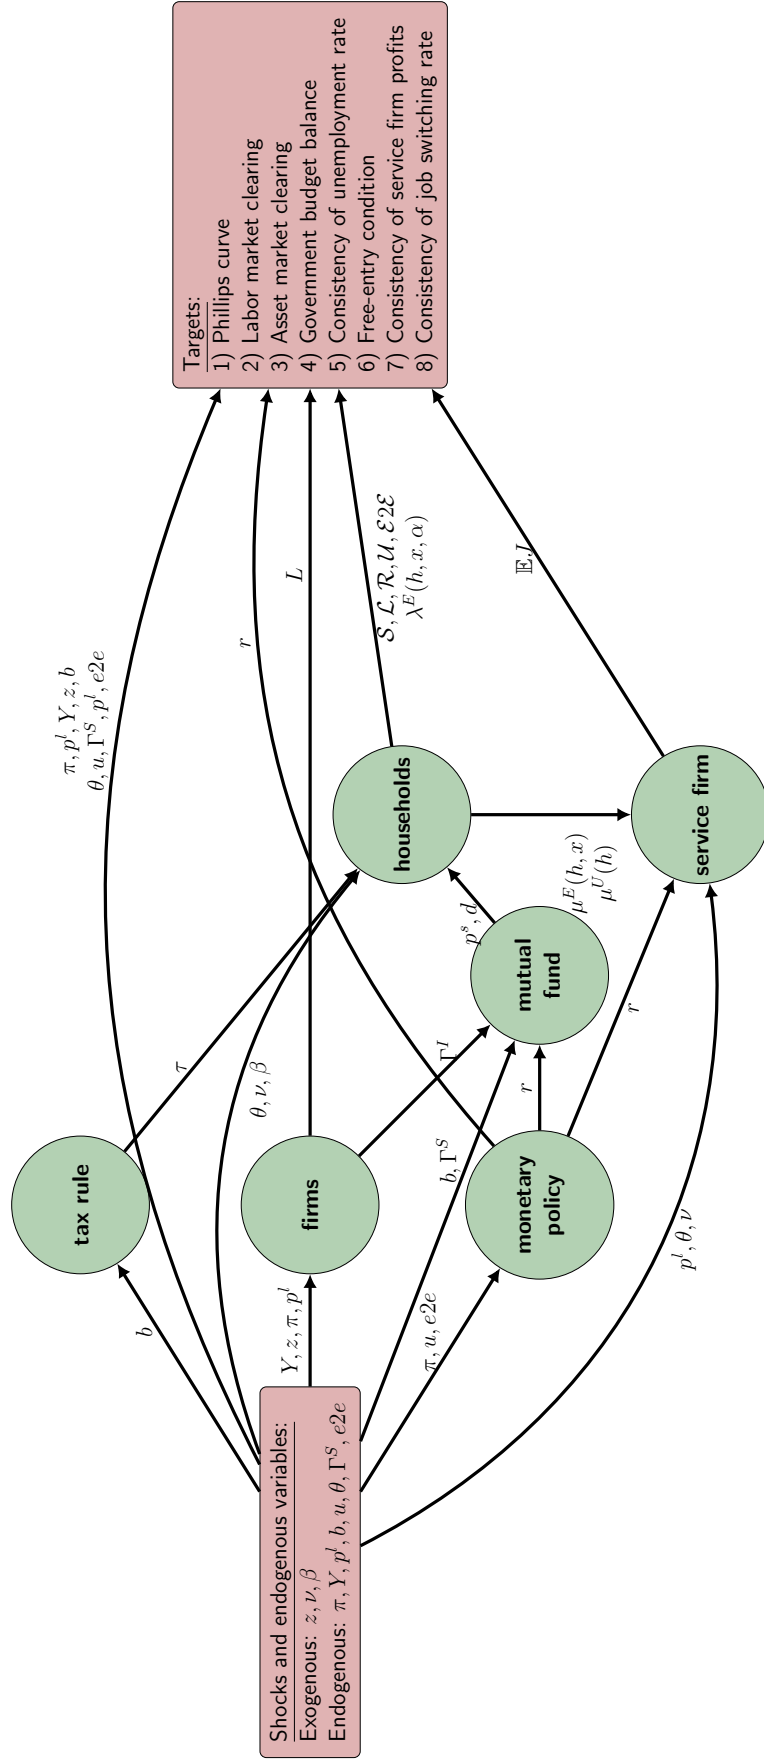 Shocks and endogenous variables:
Exogenous: z, ν, β
Endogenous: π, Y, p^l, b, u, θ, Γ^S, e2e
b
Y, z, π, p^l
π, u, e2e
p^l, θ, ν
θ, ν, β
b, Γ^S
tax rule
firms
monetary
policy
τ
Γ^I
r
r
mutual
fund
p^s, d
households
μ^E(h, x)
μ^U(h)
service firm
π, p^l, Y, z, b
θ, u, Γ^S, p^l, e2e
r
L
𝒮, ℒ, ℛ, 𝒰, ℰ2ℰ
λ^E(h, x, α)
𝔼J
Targets:
1) Phillips curve
2) Labor market clearing
3) Asset market clearing
4) Government budget balance
5) Consistency of unemployment rate
6) Free-entry condition
7) Consistency of service firm profits
8) Consistency of job switching rate